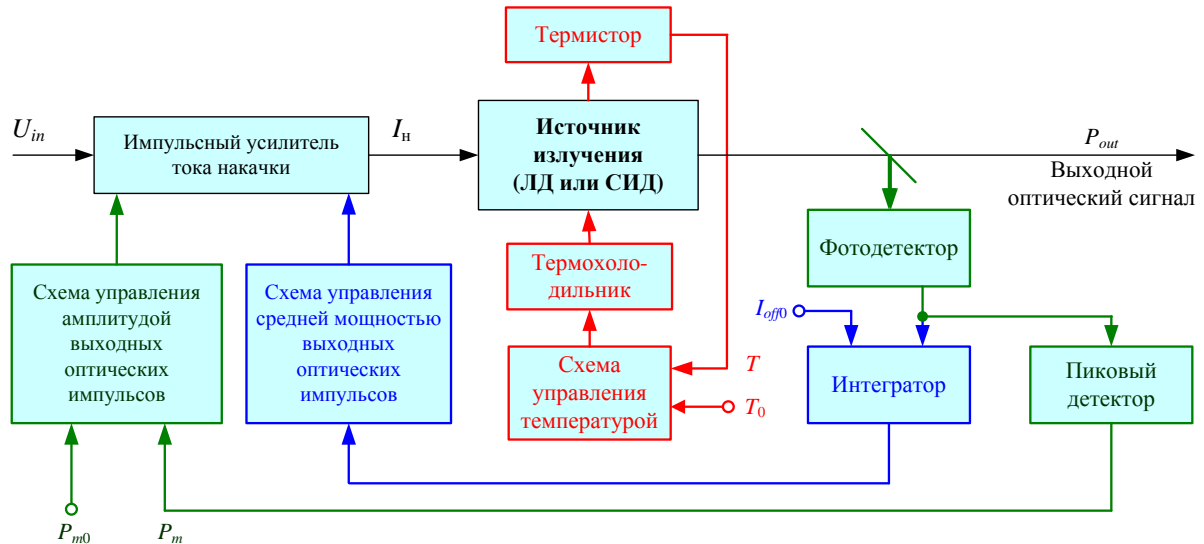 Термистор
U_in
Импульсный усилитель
тока накачки
I_н
Источник
излучения
(ЛД или СИД)
P_out
Выходной
оптический сигнал
Фотодетектор
Термохоло-
дильник
Схема управления
амплитудой
выходных
оптических
импульсов
Схема управления
средней мощностью
выходных
оптических
импульсов
I_off0
Схема
управления
температурой
T
T_0
Интегратор
Пиковый
детектор
P_m0
P_m